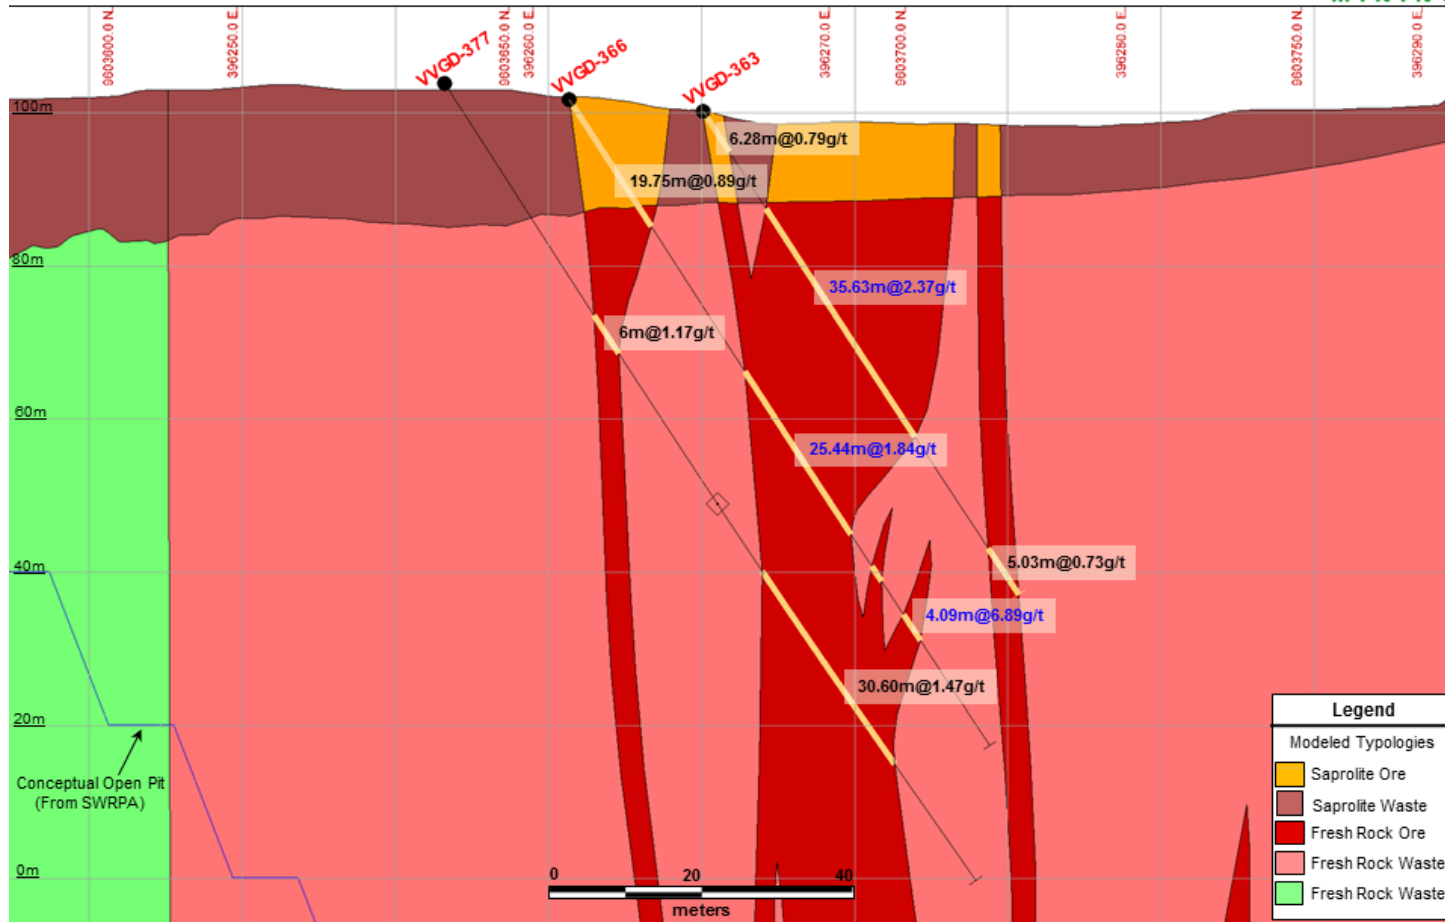 9603600.0 N
396250.0 E
9603650.0 N
396260.0 E
396270.0 E
9603700.0 N
396280.0 E
9603750.0 N
396290.0 E
VVGD-377
VVGD-366
VVGD-363
100m
80m
60m
40m
20m
0m
6.28m@0.79g/t
19.75m@0.89g/t
35.63m@2.37g/t
6m@1.17g/t
25.44m@1.84g/t
5.03m@0.73g/t
4.09m@6.89g/t
30.60m@1.47g/t
Conceptual Open Pit
(From SWRPA)
0 20 40
meters
Legend
Modeled Typologies
Saprolite Ore
Saprolite Waste
Fresh Rock Ore
Fresh Rock Waste
Fresh Rock Waste